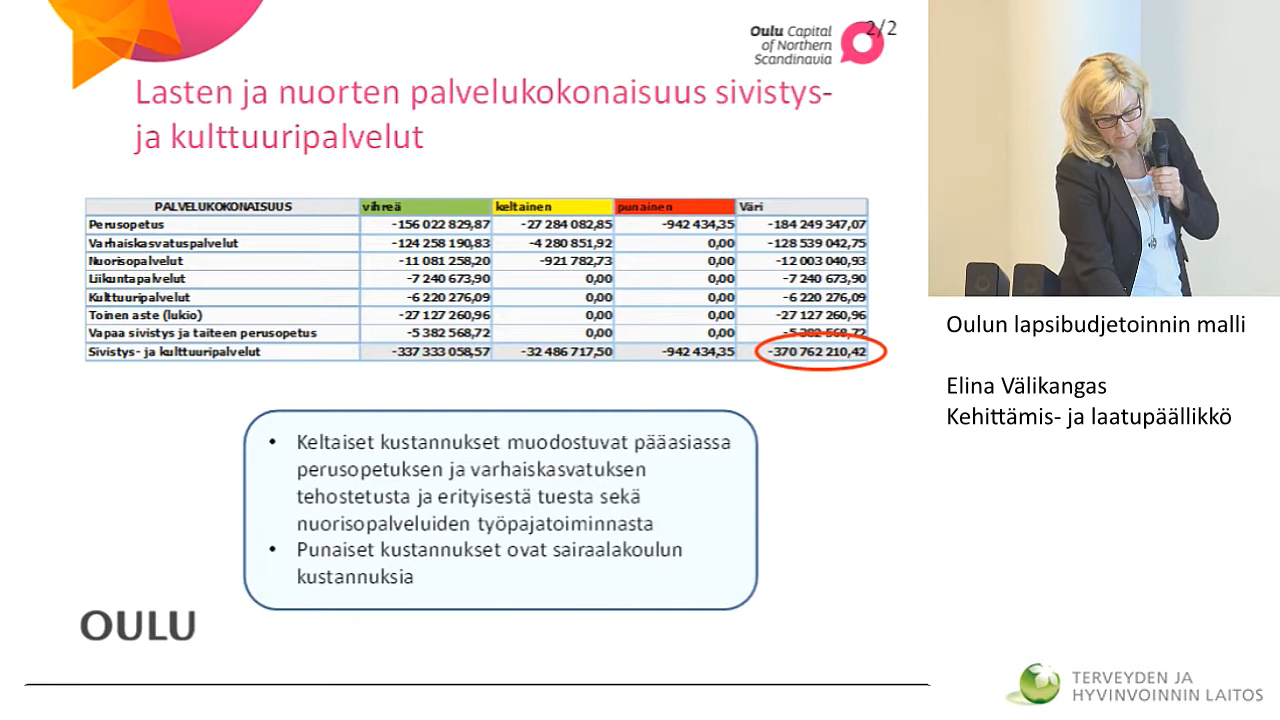 2/2
Oulu Capital
of Northern
Scandinavia
Lasten ja nuorten palvelukokonaisuus sivistys-
ja kulttuuripalvelut
PALVELUKOKONAISUUS vihreä keltainen punainen Väri
Perusopetus -156 022 829,87 -27 284 082,85 -942 434,35 -184 249 347,07
Varhaiskasvatuspalvelut -124 258 190,83 -4 280 851,92 0,00 -128 539 042,75
Nuorisopalvelut -11 081 258,20 -921 782,73 0,00 -12 003 040,93
Liikuntapalvelut -7 240 673,90 0,00 0,00 -7 240 673,90
Kulttuuripalvelut -6 220 276,09 0,00 0,00 -6 220 276,09
Toinen aste (lukio) -27 127 260,96 0,00 0,00 -27 127 260,96
Vapaa sivistys ja taiteen perusopetus -5 382 568,72 0,00 0,00 -5 382 568,72
Sivistys- ja kulttuuripalvelut -337 333 058,57 -32 486 717,50 -942 434,35 -370 762 210,42
• Keltaiset kustannukset muodostuvat pääasiassa
perusopetuksen ja varhaiskasvatuksen
tehostetusta ja erityisestä tuesta sekä
nuorisopalveluiden työpajatoiminnasta
• Punaiset kustannukset ovat sairaalakoulun
kustannuksia
OULU
Oulun lapsibudjetoinnin malli
Elina Välikangas
Kehittämis- ja laatupäällikkö
TERVEYDEN JA
HYVINVOINNIN LAITOS